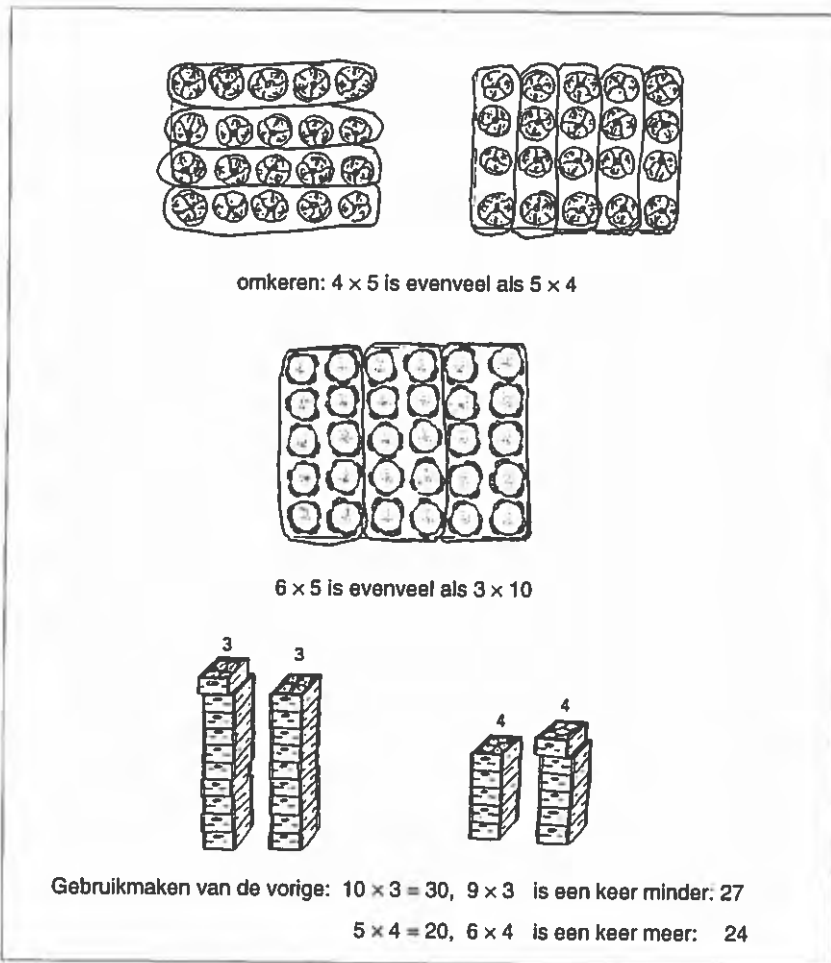 omkeren: 4 × 5 is evenveel als 5 × 4
6 × 5 is evenveel als 3 × 10
3 3
4 4
Gebruikmaken van de vorige: 10 × 3 = 30, 9 × 3 is een keer minder: 27
5 × 4 = 20, 6 × 4 is een keer meer: 24